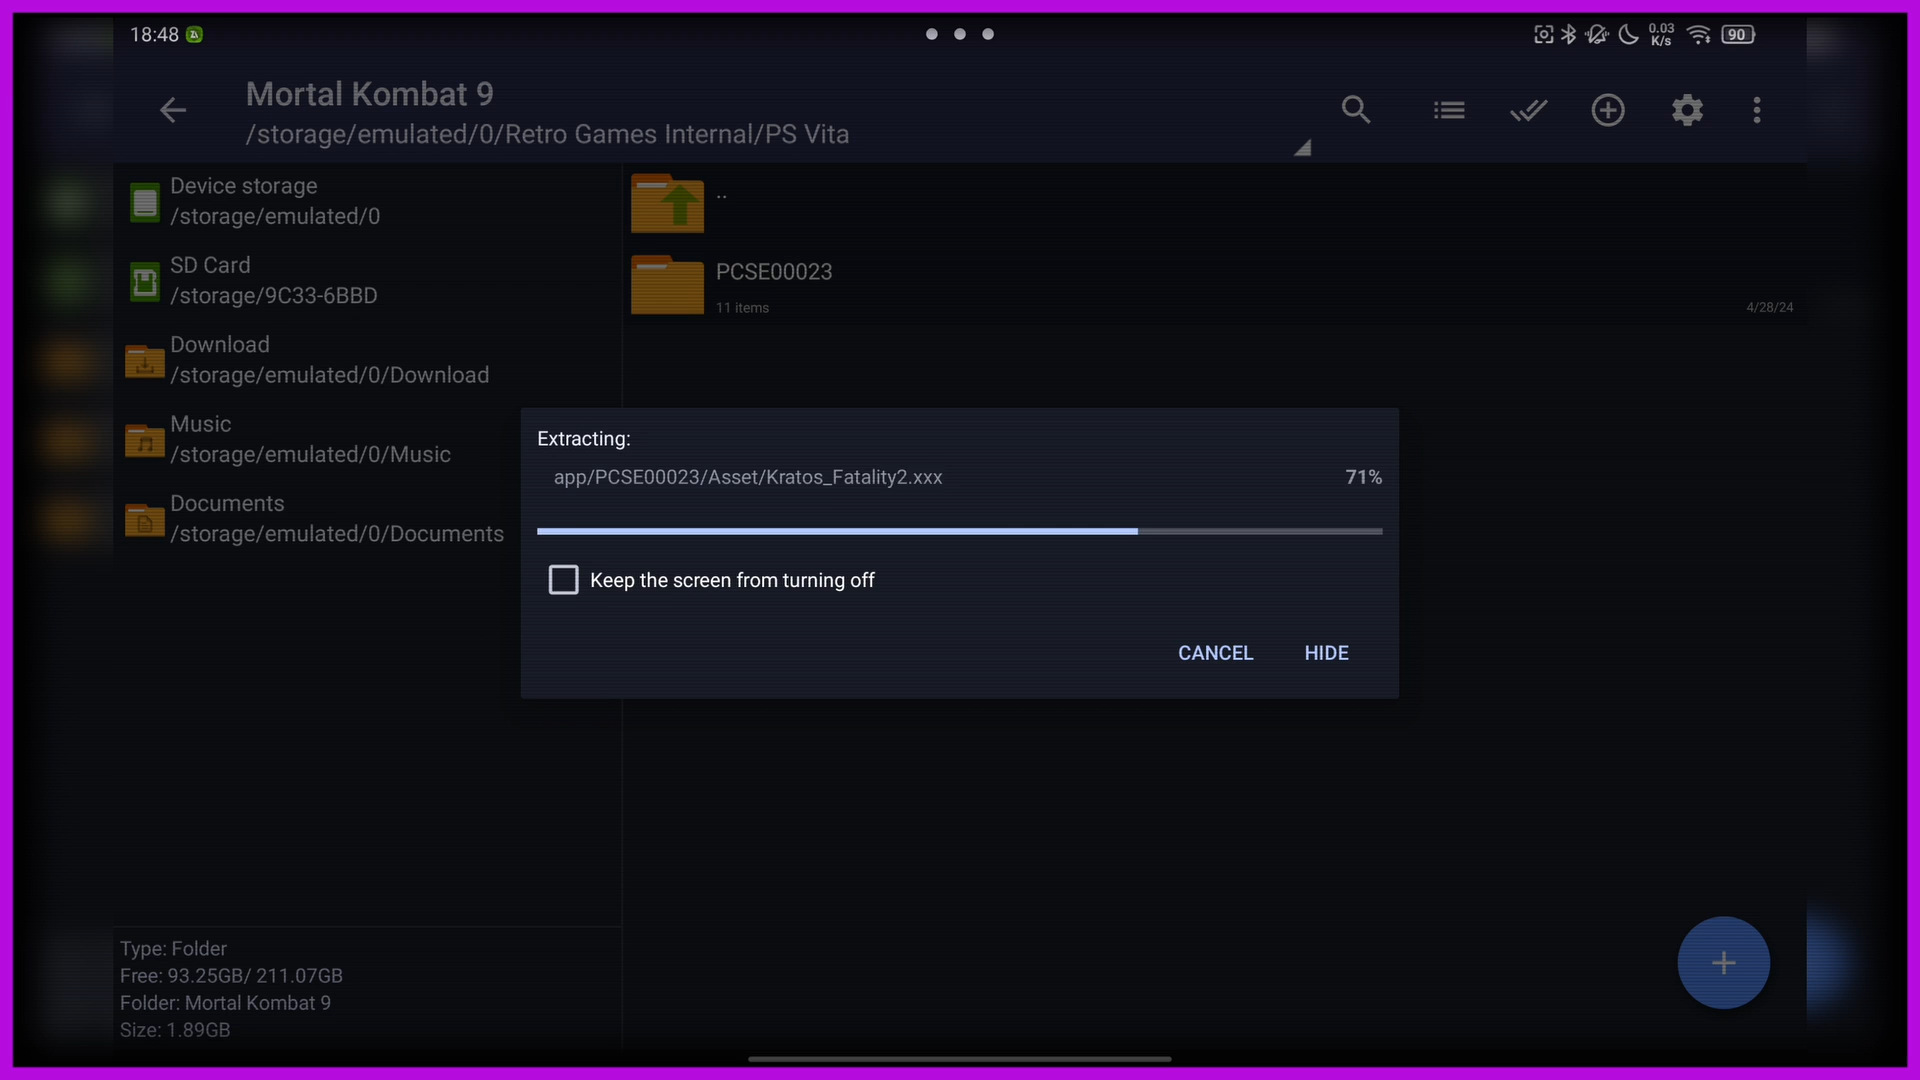 18:48
0.03
K/s
90
Mortal Kombat 9
/storage/emulated/0/Retro Games Internal/PS Vita
Device storage
/storage/emulated/0
SD Card
/storage/9C33-6BBD
Download
/storage/emulated/0/Download
Music
/storage/emulated/0/Music
Documents
/storage/emulated/0/Documents
..
PCSE00023
11 items
4/28/24
Extracting:
app/PCSE00023/Asset/Kratos_Fatality2.xxx
71%
Keep the screen from turning off
CANCEL
HIDE
Type: Folder
Free: 93.25GB/ 211.07GB
Folder: Mortal Kombat 9
Size: 1.89GB